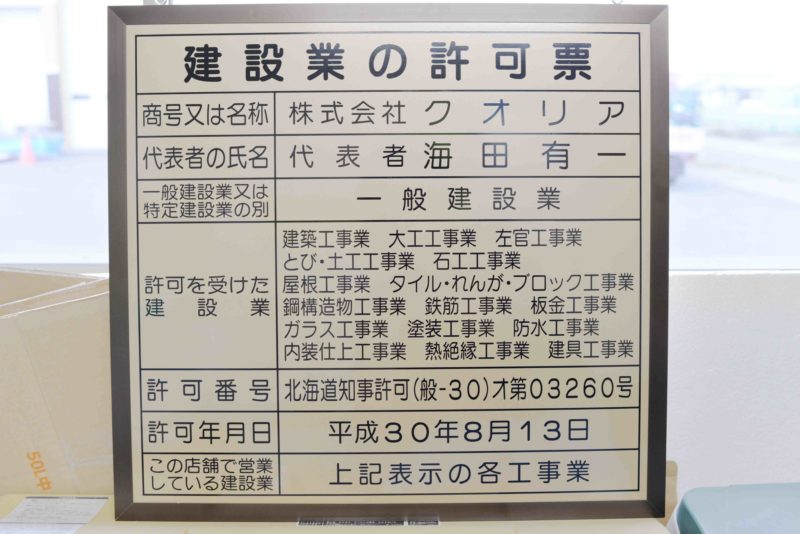 建設業の許可票
商号又は名称 株式会社クオリア
代表者の氏名 代表者 海田有一
一般建設業又は
特定建設業の別
一般建設業
許可を受けた
建設業
建築工事業 大工工事業 左官工事業
とび・土工工事業 石工工事業
屋根工事業 タイル・れんが・ブロック工事業
鋼構造物工事業 鉄筋工事業 板金工事業
ガラス工事業 塗装工事業 防水工事業
内装仕上工事業 熱絶縁工事業 建具工事業
許可番号 北海道知事許可(般-30)才第03260号
許可年月日 平成30年8月13日
この店舗で営業
している建設業
上記表示の各工事業
中105